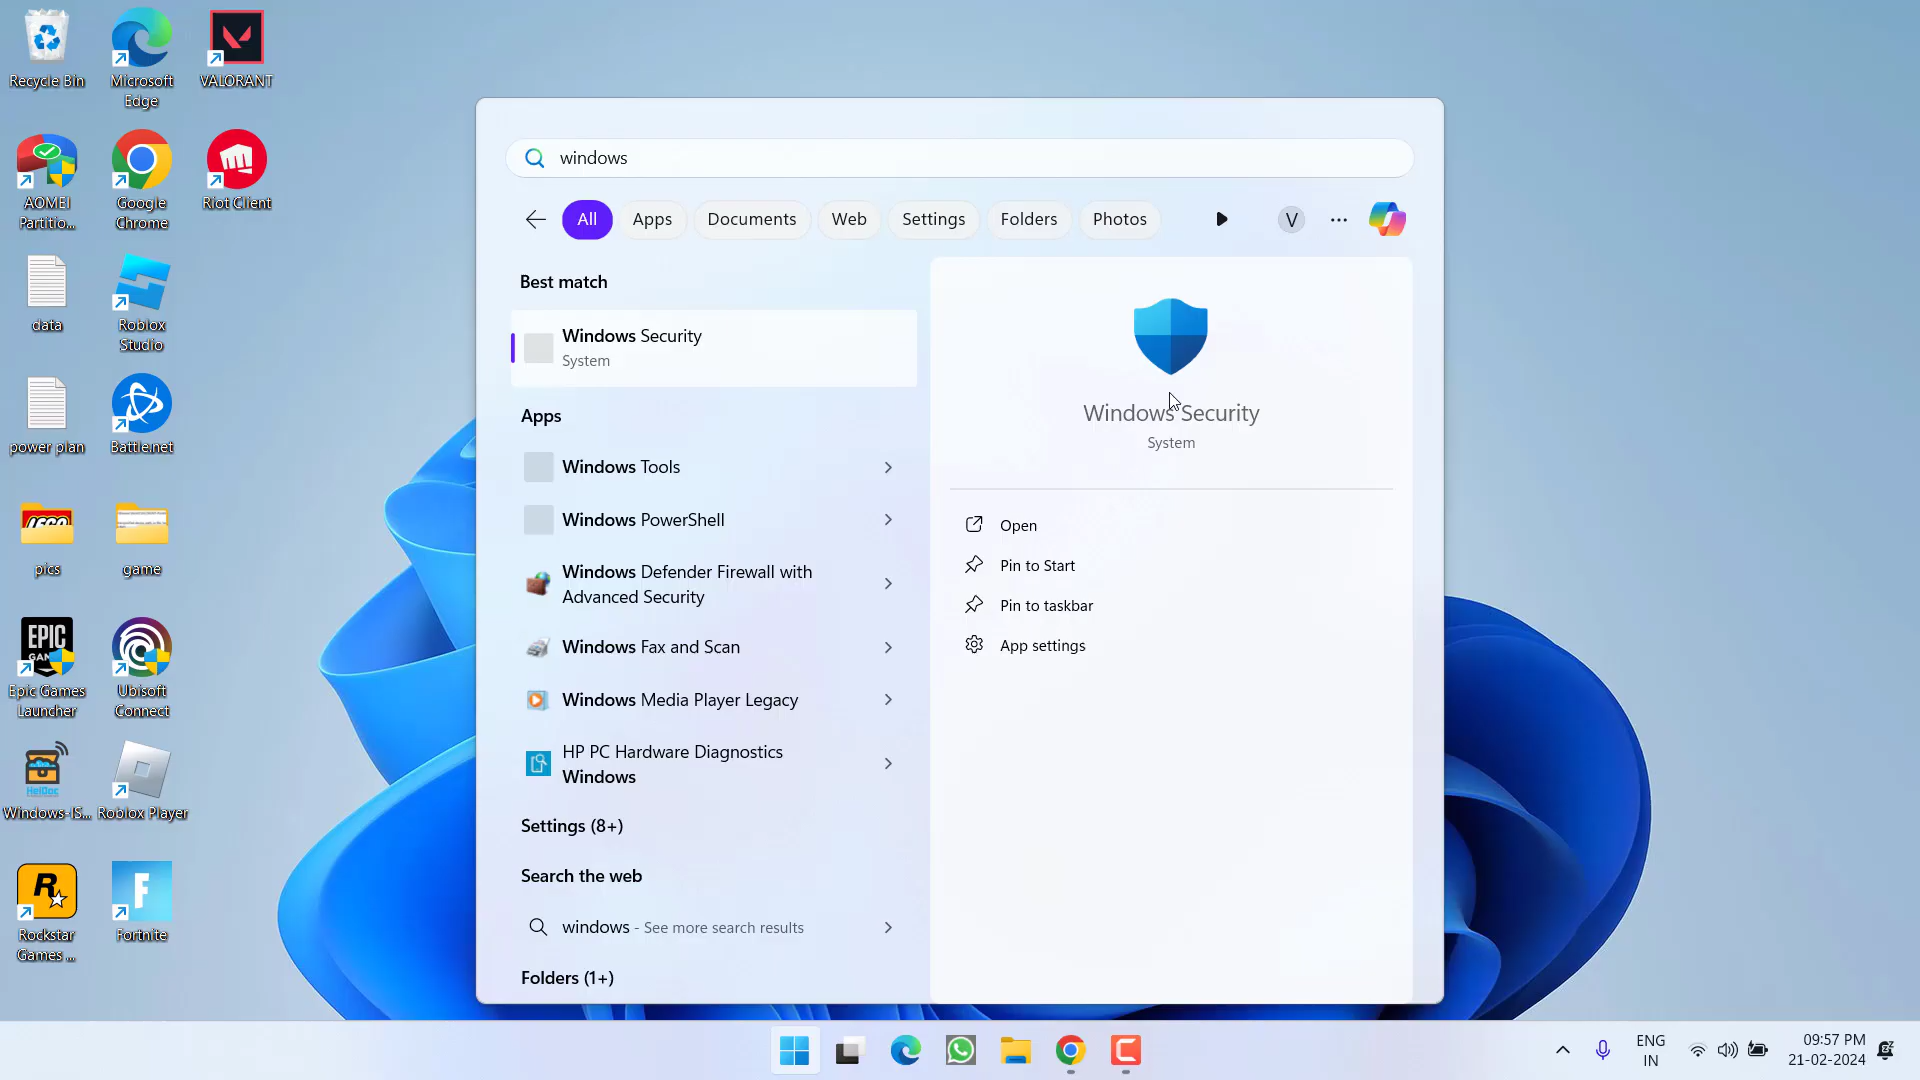 Recycle Bin
Microsoft
Edge
VALORANT
AOMEI
Partitio...
Google
Chrome
Riot Client
data
Roblox
Studio
power plan
Battle.net
LEGO
pics
game
EPIC
GAMES
Epic Games
Launcher
Ubisoft
Connect
HeiDoc
Windows-IS...
Roblox Player
R
Rockstar
Games ...
F
Fortnite
windows
All
Apps
Documents
Web
Settings
Folders
Photos
V
Best match
Windows Security
System
Apps
Windows Tools
Windows PowerShell
Windows Defender Firewall with
Advanced Security
Windows Fax and Scan
Windows Media Player Legacy
HP PC Hardware Diagnostics
Windows
Settings (8+)
Search the web
windows - See more search results
Folders (1+)
Windows Security
System
Open
Pin to Start
Pin to taskbar
App settings
ENG
IN
09:57 PM
21-02-2024